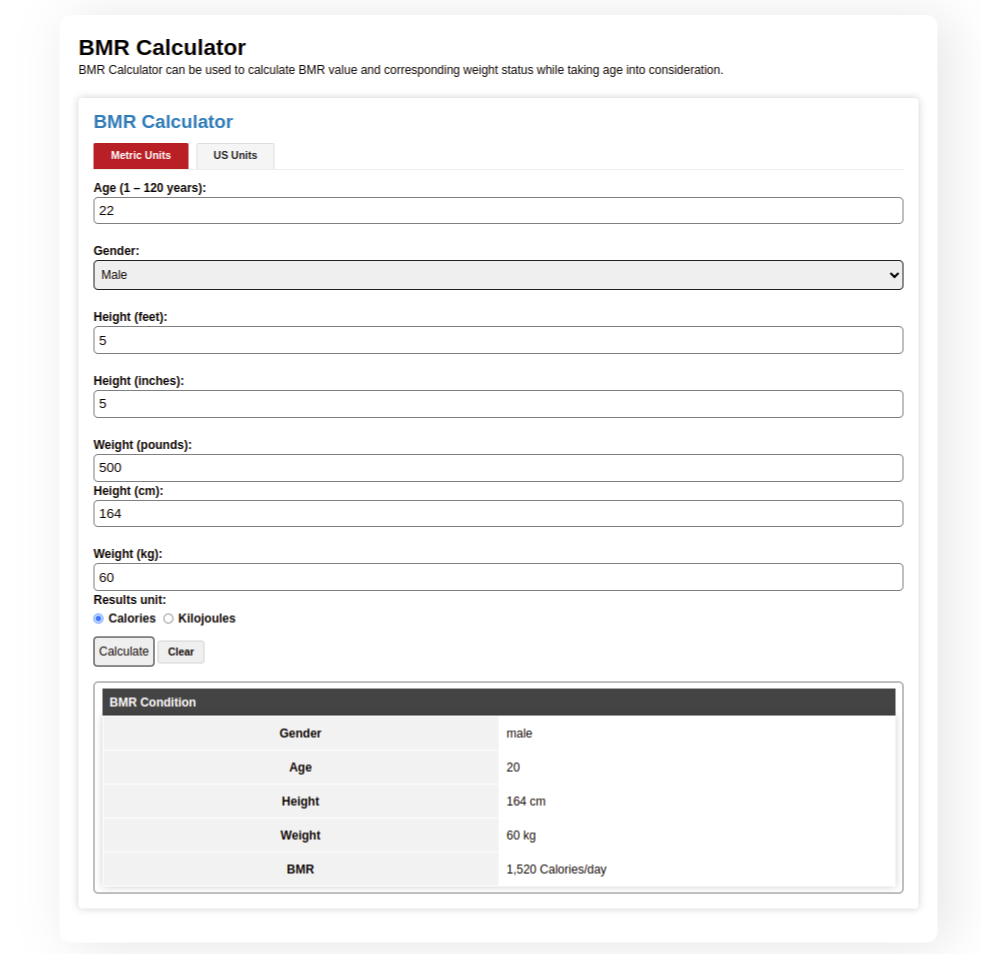 BMR Calculator
BMR Calculator can be used to calculate BMR value and corresponding weight status while taking age into consideration.
BMR Calculator
Metric Units US Units
Age (1 – 120 years):
22
Gender:
Male
Height (feet):
5
Height (inches):
5
Weight (pounds):
500
Height (cm):
164
Weight (kg):
60
Results unit:
Calories Kilojoules
Calculate Clear
BMR Condition
Gender male
Age 20
Height 164 cm
Weight 60 kg
BMR 1,520 Calories/day